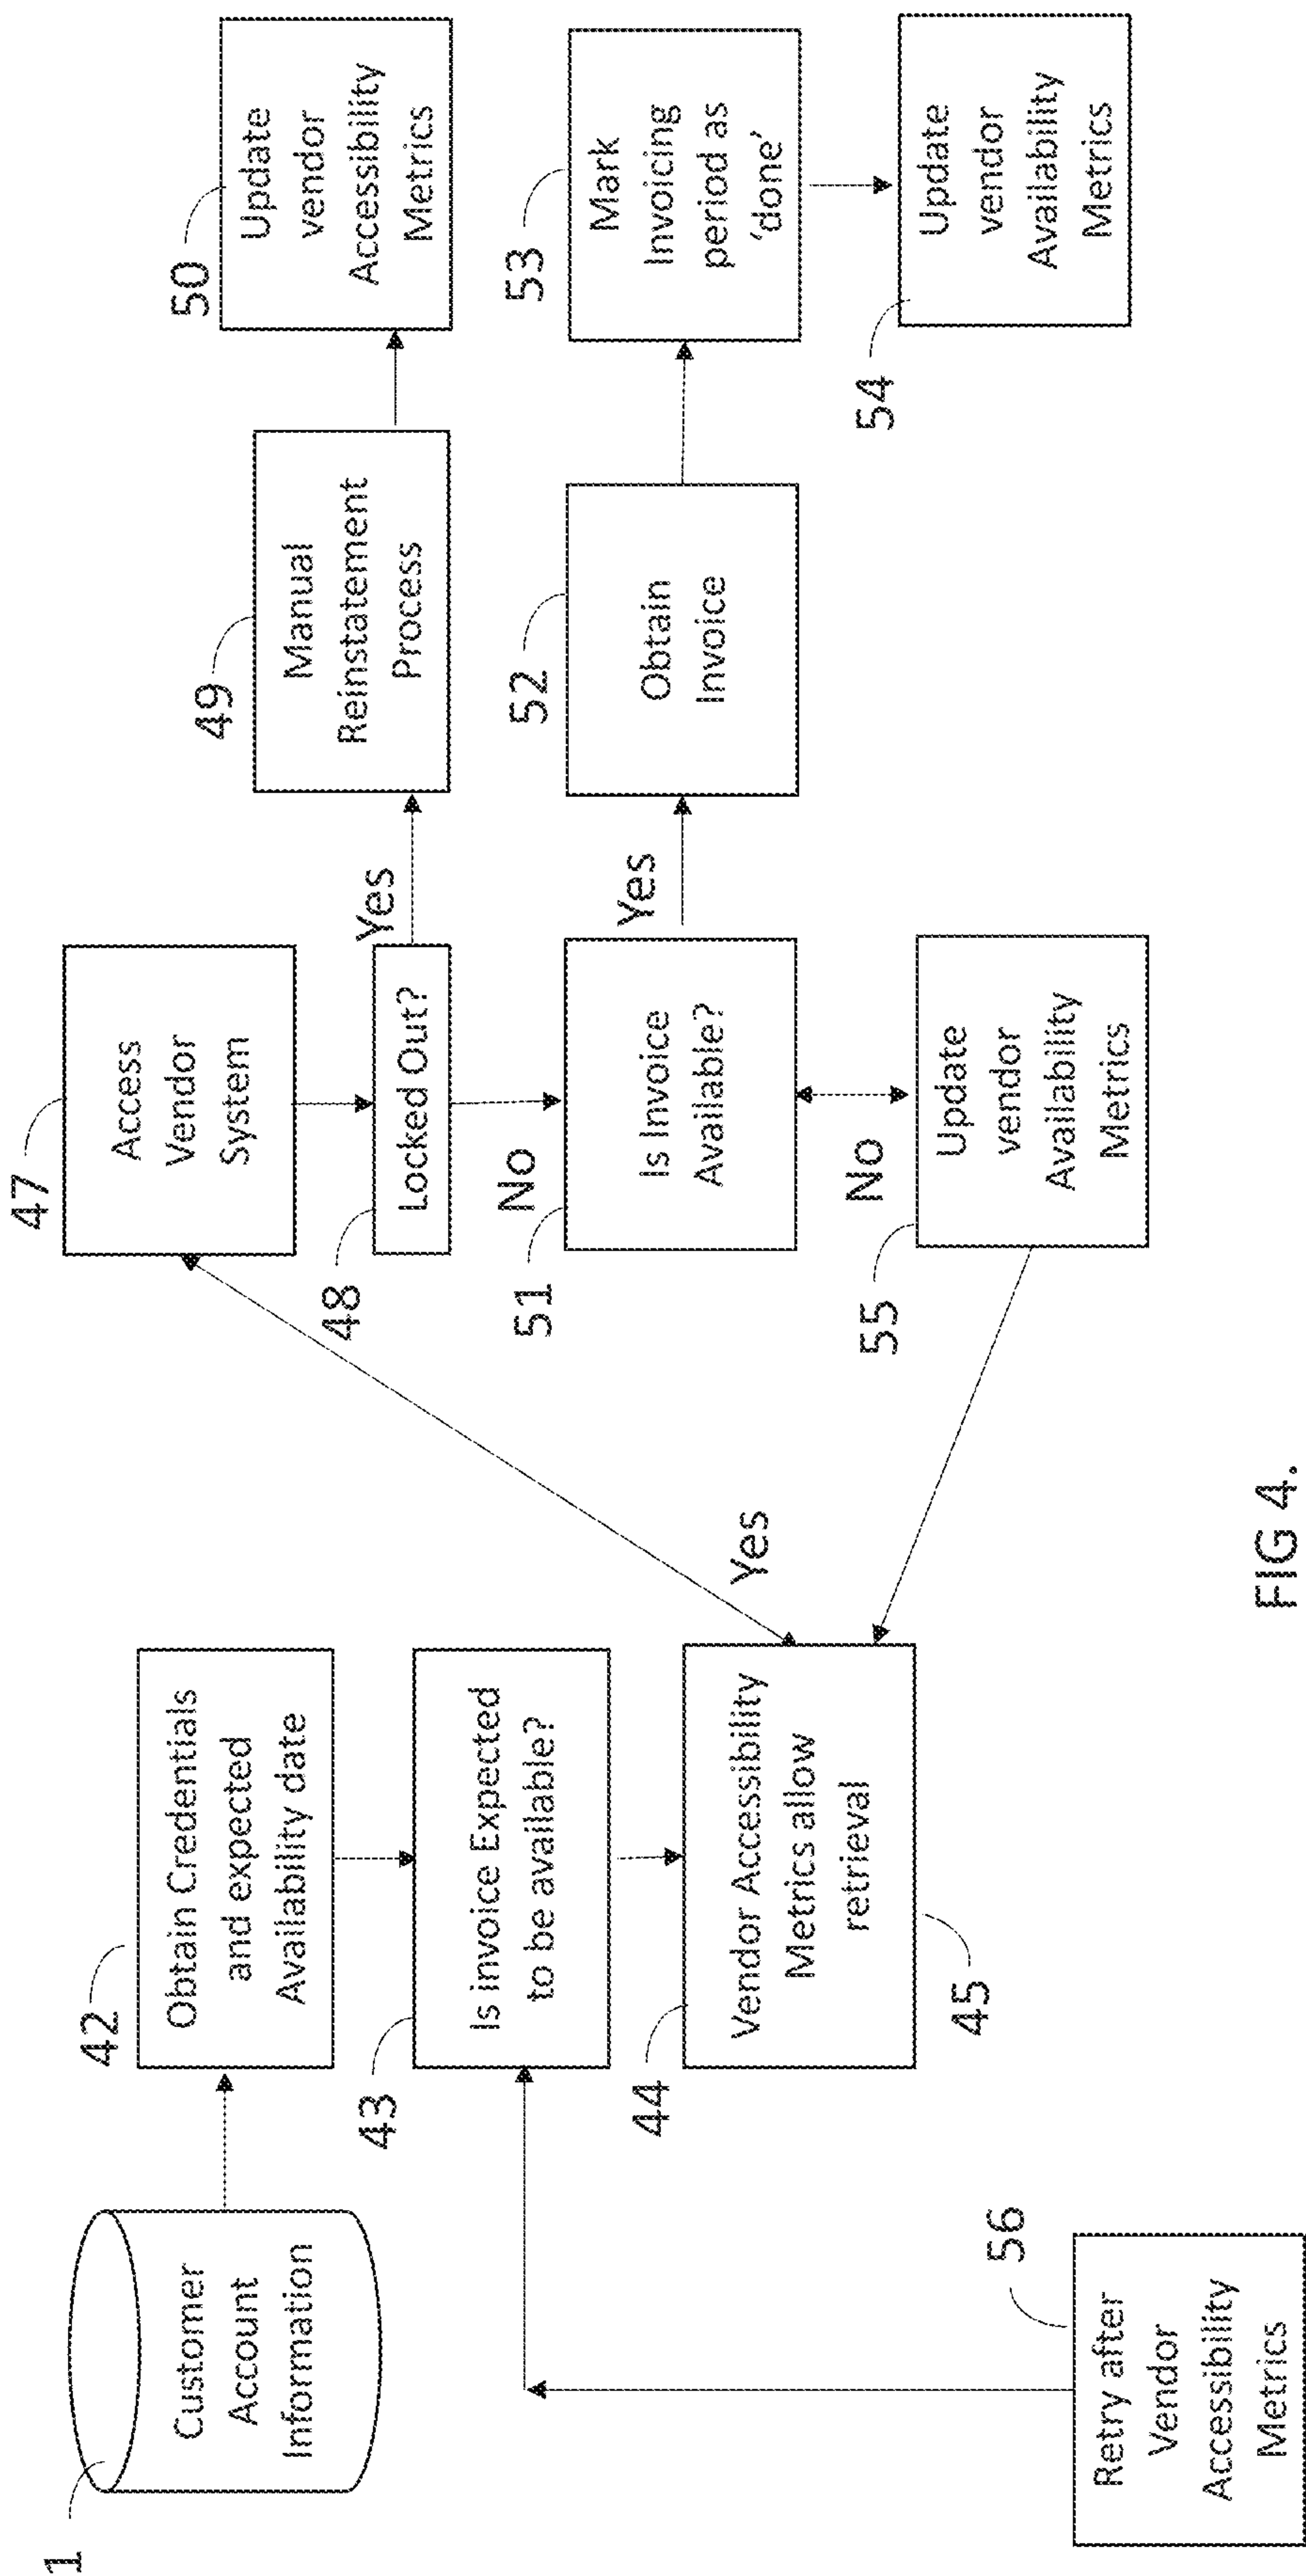 1
Customer
Account
Information
42
Obtain Credentials
and expected
Availability date
43
Is invoice Expected
to be available?
44
Vendor Accessibility
Metrics allow
retrieval
45
Yes
56
Retry after
Vendor
Accessibility
Metrics
47
Access
Vendor
System
48
Locked Out?
Yes
No
49
Manual
Reinstatement
Process
50
Update
vendor
Accessibility
Metrics
51
Is Invoice
Available?
Yes
No
52
Obtain
Invoice
53
Mark
Invoicing
period as
‘done’
54
Update
vendor
Availability
Metrics
55
Update
vendor
Availability
Metrics
FIG 4.